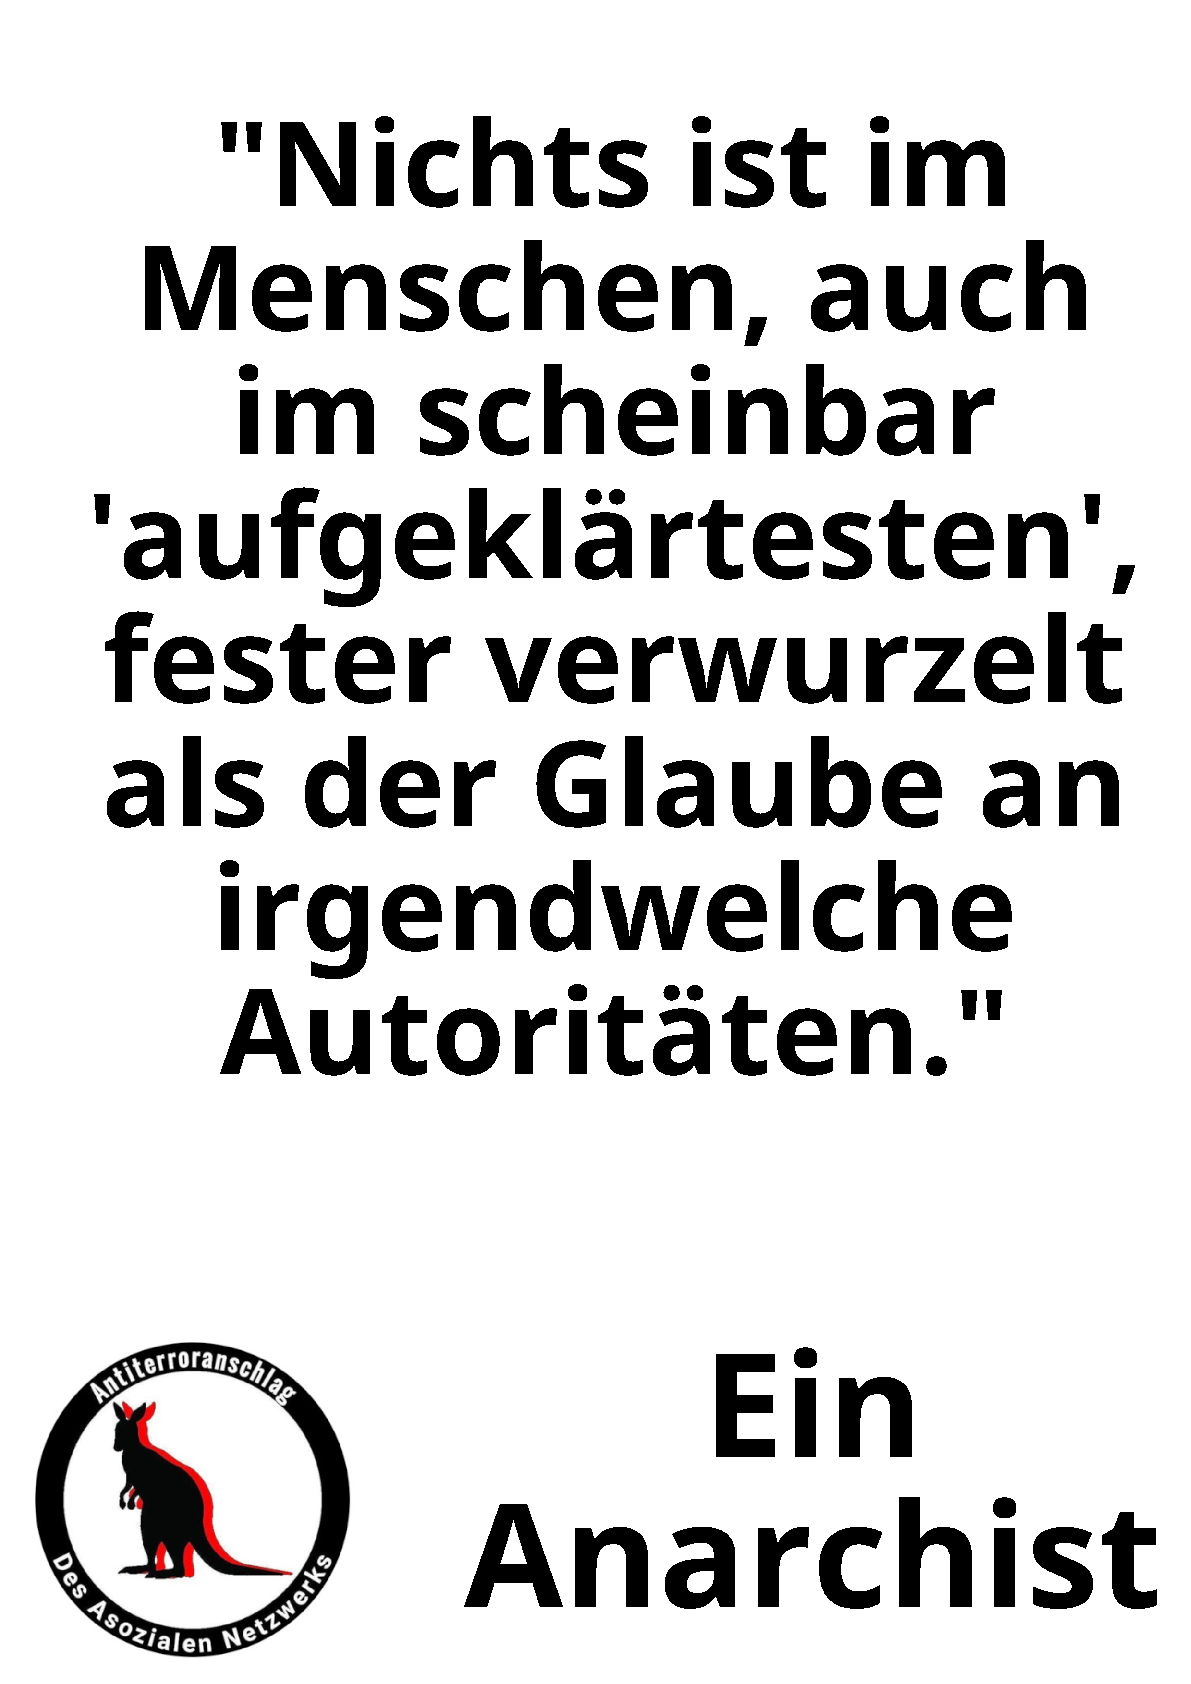 "Nichts ist im
Menschen, auch
im scheinbar
'aufgeklärtesten',
fester verwurzelt
als der Glaube an
irgendwelche
Autoritäten."
Ein
Anarchist
Antiterroranschlag
Des Asozialen Netzwerks